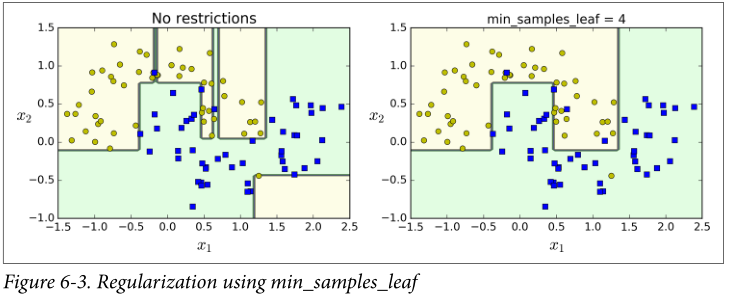 No restrictions
min_samples_leaf = 4
1.5
1.0
0.5
0.0
−0.5
−1.0
x2
−1.5 −1.0 −0.5 0.0 0.5 1.0 1.5 2.0 2.5
x1
1.5
1.0
0.5
0.0
−0.5
−1.0
x2
−1.5 −1.0 −0.5 0.0 0.5 1.0 1.5 2.0 2.5
x1
Figure 6-3. Regularization using min_samples_leaf